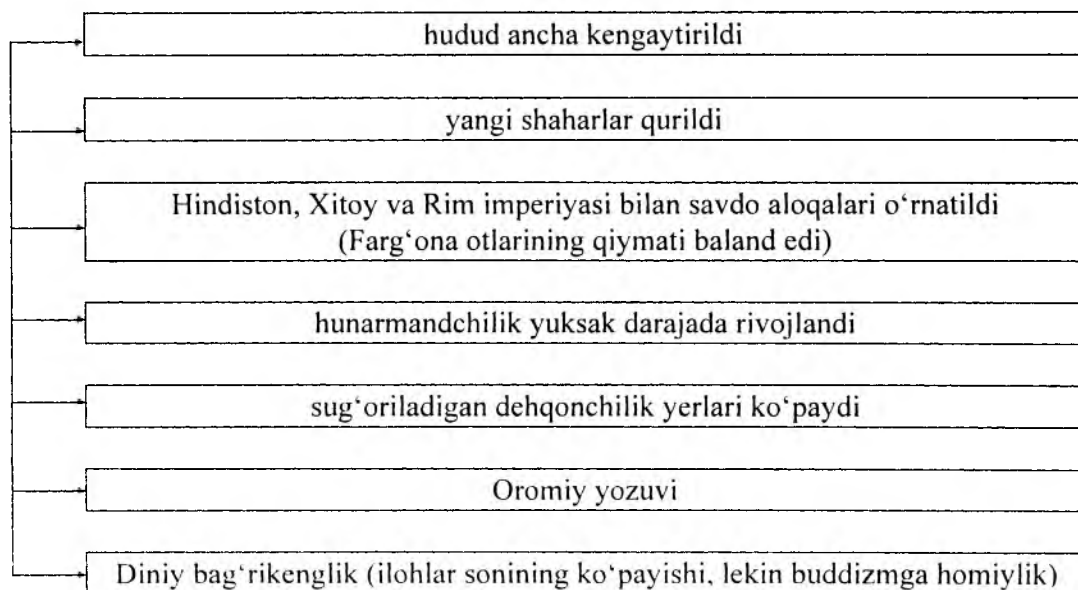 hudud ancha kengaytirildi
yangi shaharlar qurildi
Hindiston, Xitoy va Rim imperiyasi bilan savdo aloqalari o‘rnatildi
(Farg‘ona otlarining qiymati baland edi)
hunarmandchilik yuksak darajada rivojlandi
sug‘oriladigan dehqonchilik yerlari ko‘paydi
Oromiy yozuvi
Diniy bag‘rikenglik (ilohlar sonining ko‘payishi, lekin buddizmga homiylik)